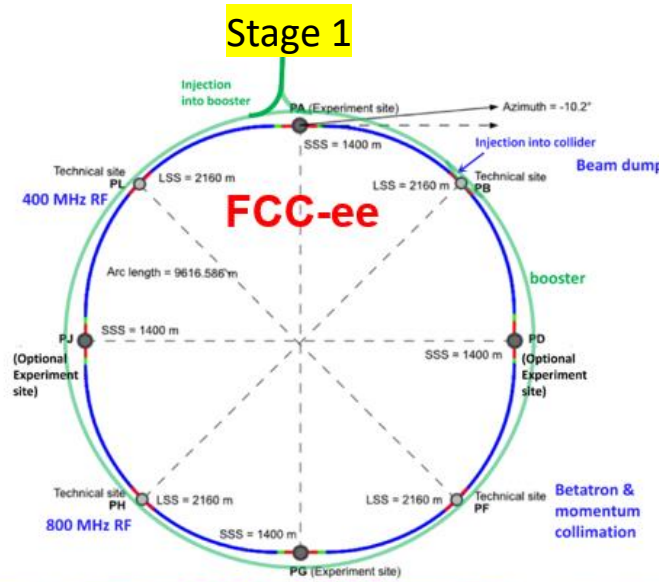 Stage 1
Injection
into booster
PA (Experiment site)
Azimuth = -10.2°
SSS = 1400 m
Injection into collider
Technical site
PL
LSS = 2160 m
LSS = 2160 m
Technical site
PB
Beam dump
400 MHz RF
FCC-ee
Arc length = 9616.586 m
booster
PJ
SSS = 1400 m
PD
SSS = 1400 m
(Optional
Experiment
site)
(Optional
Experiment
site)
Technical site
PH
LSS = 2160 m
LSS = 2160 m
Technical site
PF
Betatron &
momentum
collimation
800 MHz RF
SSS = 1400 m
PG (Experiment site)